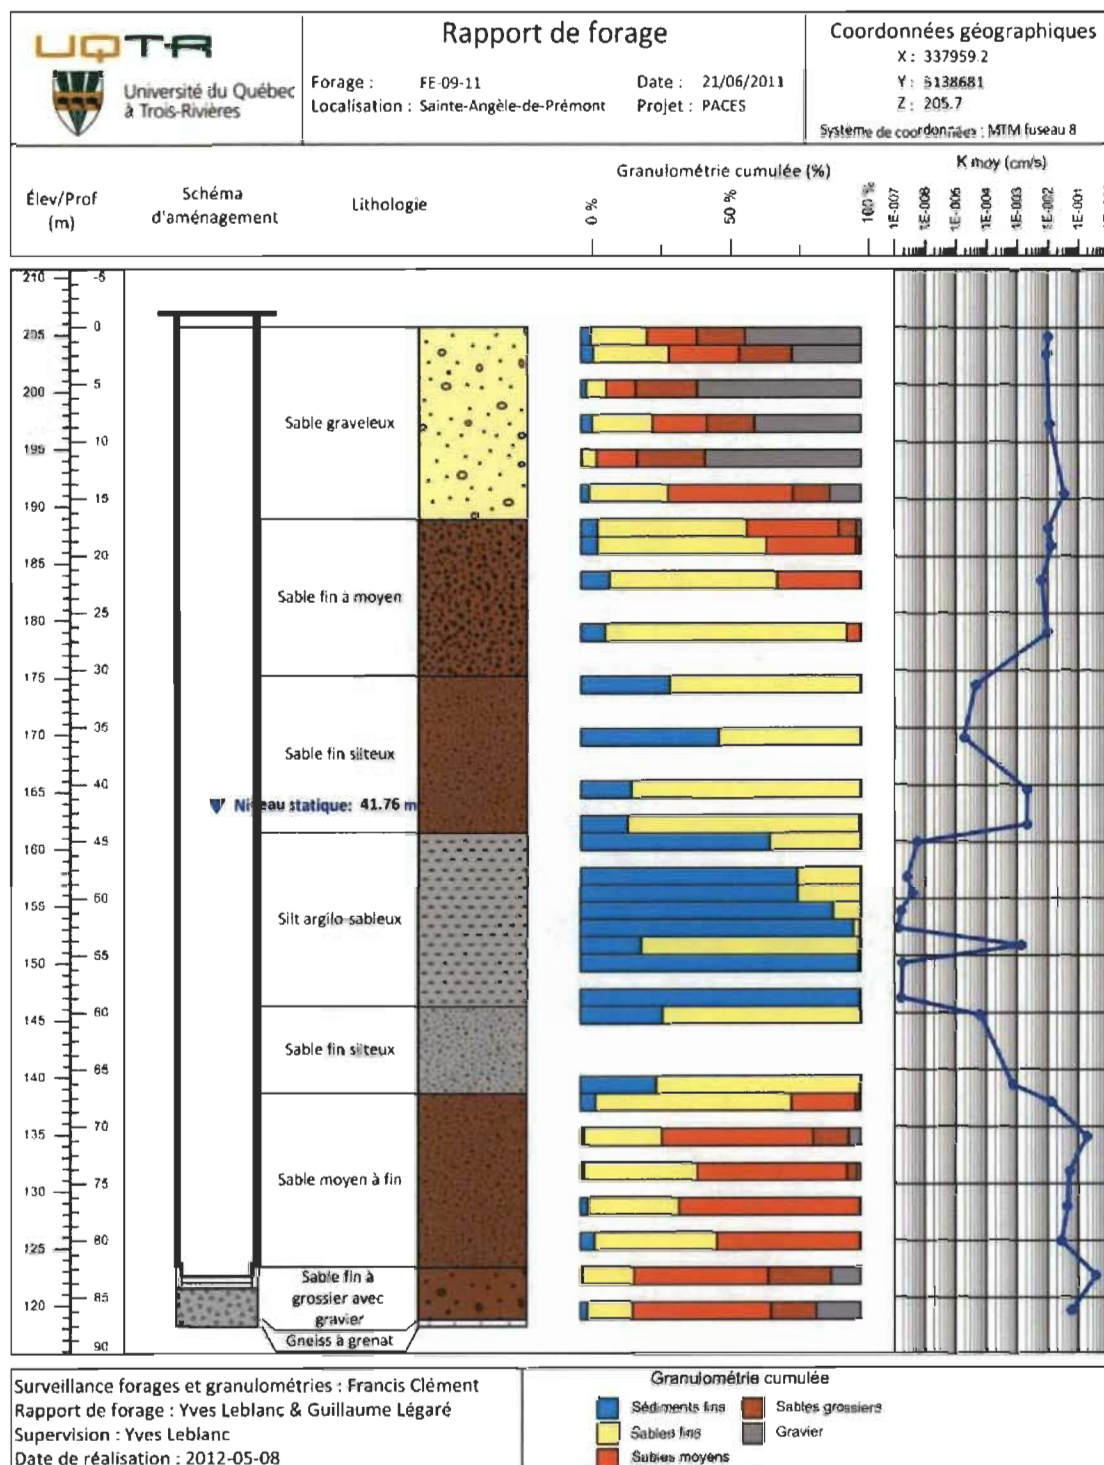 UQTR
Université du Québec
à Trois-Rivières
Rapport de forage
Forage : FE-09-11
Date : 21/06/2011
Localisation : Sainte-Angèle-de-Prémont
Projet : PACES
Coordonnées géographiques
X : 337959.2
Y : 5138681
Z : 205.7
Système de coordonnées : MTM fuseau 8
Élev/Prof
(m)
Schéma
d'aménagement
Lithologie
Granulométrie cumulée (%)
0 %
50 %
100 %
K moy (cm/s)
1E-007
1E-006
1E-005
1E-004
1E-003
1E-002
1E-001
210 -5
205 0
200 5
195 10
190 15
185 20
180 25
175 30
170 35
165 40
160 45
155 50
150 55
145 60
140 65
135 70
130 75
125 80
120 85
90
Sable graveleux
Sable fin à moyen
Sable fin silteux
Niveau statique: 41.76 m
Silt argilo-sableux
Sable fin silteux
Sable moyen à fin
Sable fin à
grossier avec
gravier
Gneiss à grenat
Surveillance forages et granulométries : Francis Clément
Rapport de forage : Yves Leblanc & Guillaume Légaré
Supervision : Yves Leblanc
Date de réalisation : 2012-05-08
Granulométrie cumulée
Sédiments fins
Sables grossiers
Sables fins
Gravier
Sables moyens